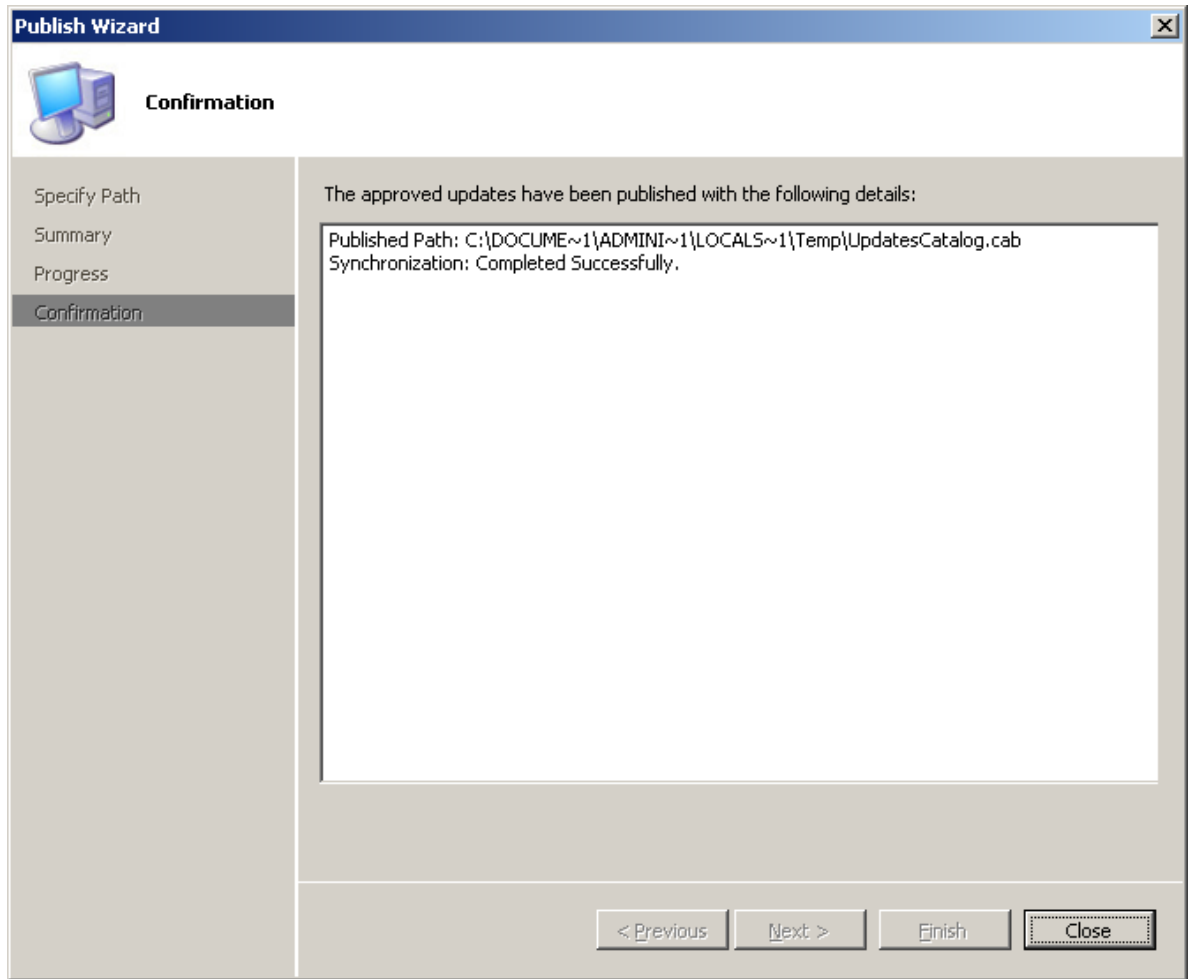 Publish Wizard
Confirmation
Specify Path
Summary
Progress
Confirmation
The approved updates have been published with the following details:
Published Path: C:\DOCUME~1\ADMINI~1\LOCALS~1\Temp\UpdatesCatalog.cab
Synchronization: Completed Successfully.
< Previous Next > Finish Close